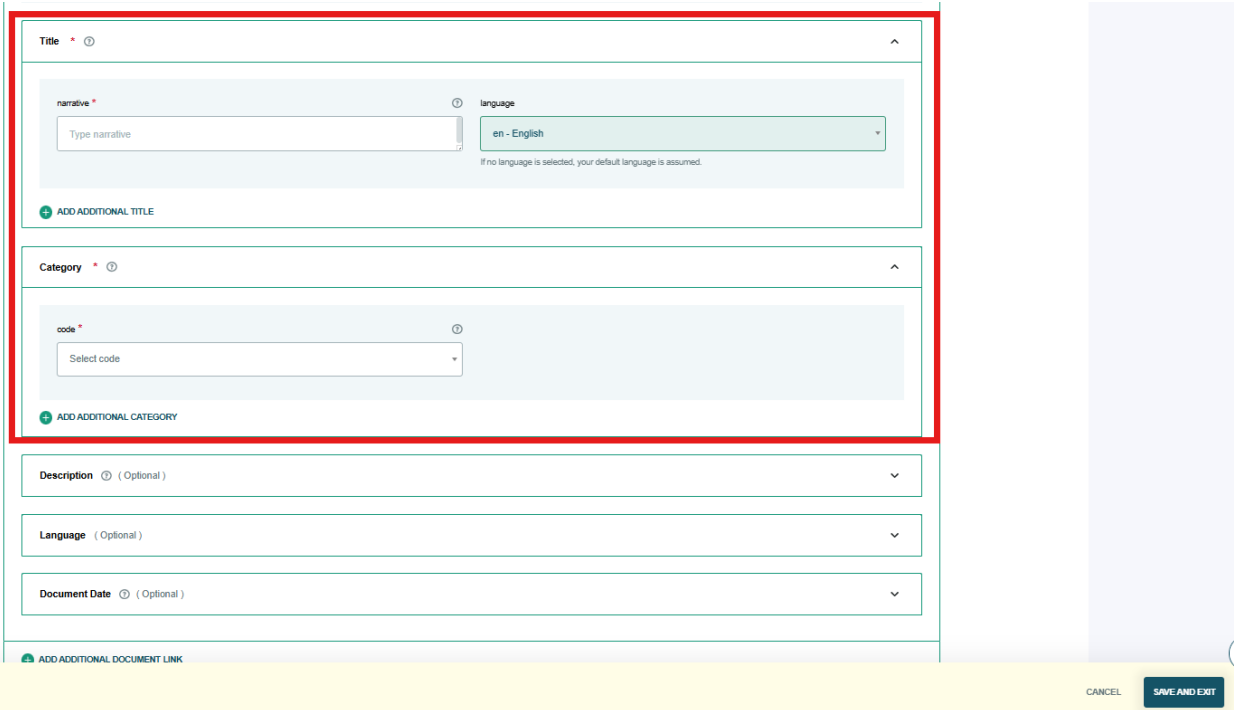 Title *
narrative *
language
Type narrative
en - English
If no language is selected, your default language is assumed.
ADD ADDITIONAL TITLE
Category *
code *
Select code
ADD ADDITIONAL CATEGORY
Description ( Optional )
Language ( Optional )
Document Date ( Optional )
ADD ADDITIONAL DOCUMENT LINK
CANCEL
SAVE AND EXIT